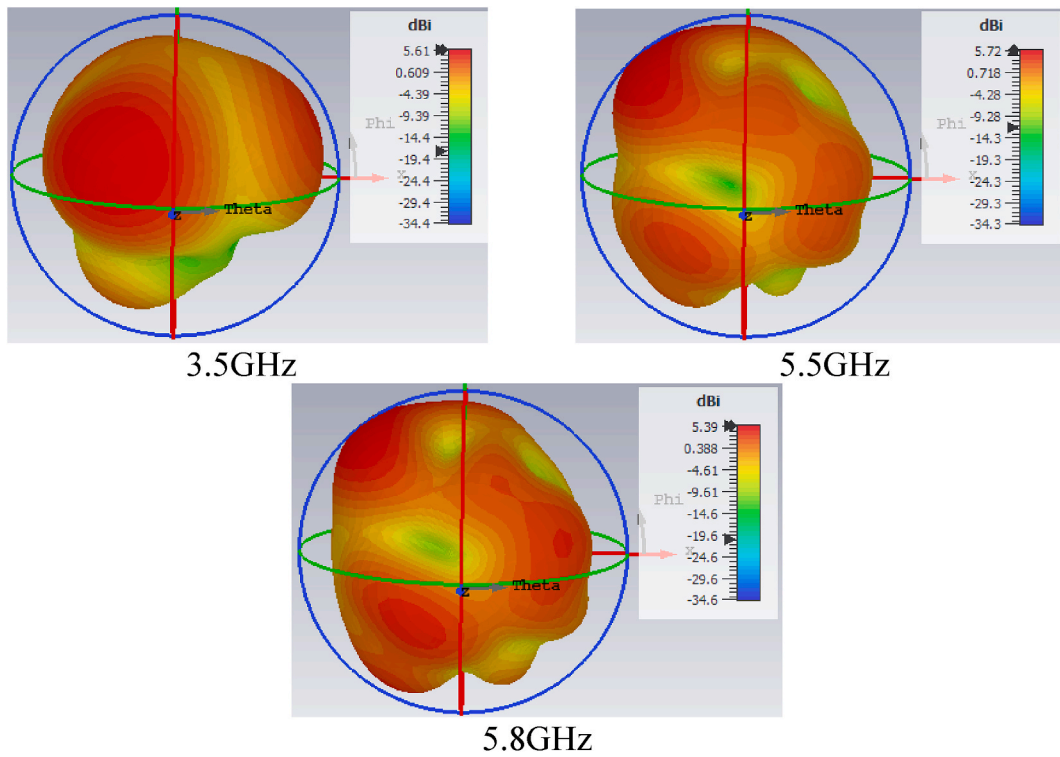 dBi
5.61
0.609
-4.39
-9.39
-14.4
-19.4
-24.4
-29.4
-34.4
Phi
x
z
Theta
3.5GHz
dBi
5.72
0.718
-4.28
-9.28
-14.3
-19.3
-24.3
-29.3
-34.3
Phi
x
z
Theta
5.5GHz
dBi
5.39
0.388
-4.61
-9.61
-14.6
-19.6
-24.6
-29.6
-34.6
Phi
x
z
Theta
5.8GHz